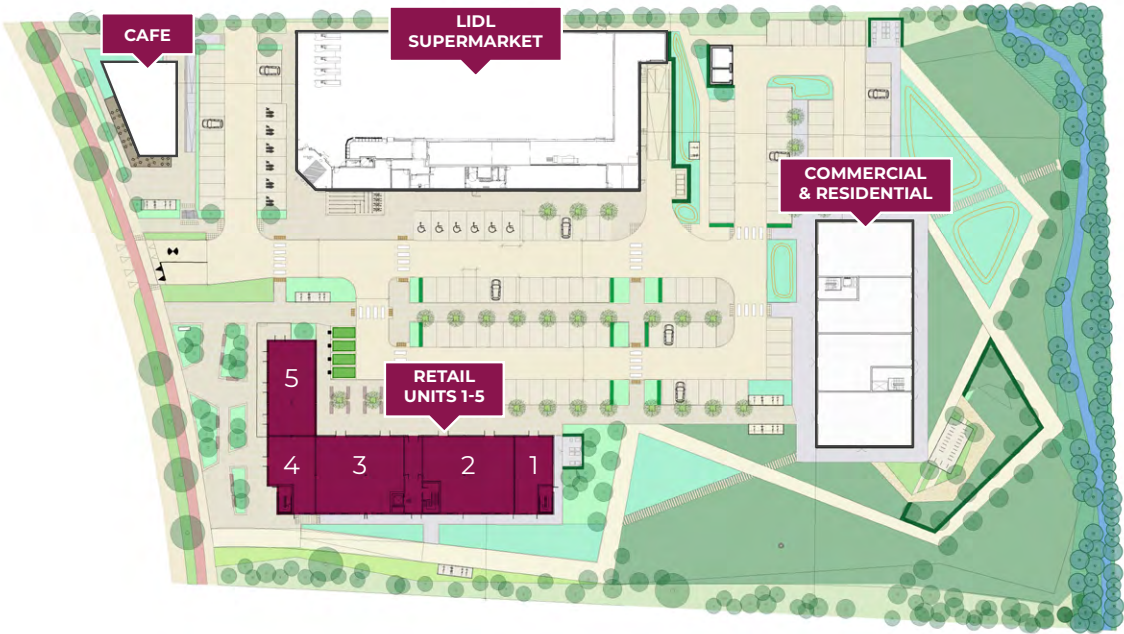 CAFE
LIDL
SUPERMARKET
COMMERCIAL
& RESIDENTIAL
RETAIL
UNITS 1-5
5
4
3
2
1